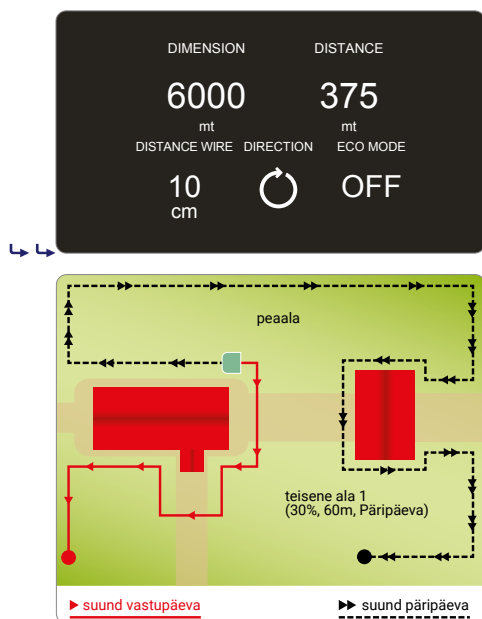 DIMENSION DISTANCE
6000 375
mt mt
DISTANCE WIRE DIRECTION ECO MODE
10 OFF
cm
peaala
teisene ala 1
(30%, 60m, Päripäeva)
suund vastupäeva suund päripäeva